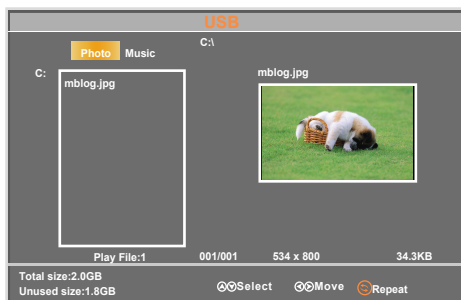 USB
Photo Music
C:\
C:
mblog.jpg
mblog.jpg
Play File:1 001/001 534 x 800 34.3KB
Total size:2.0GB
Unused size:1.8GB
Select Move Repeat